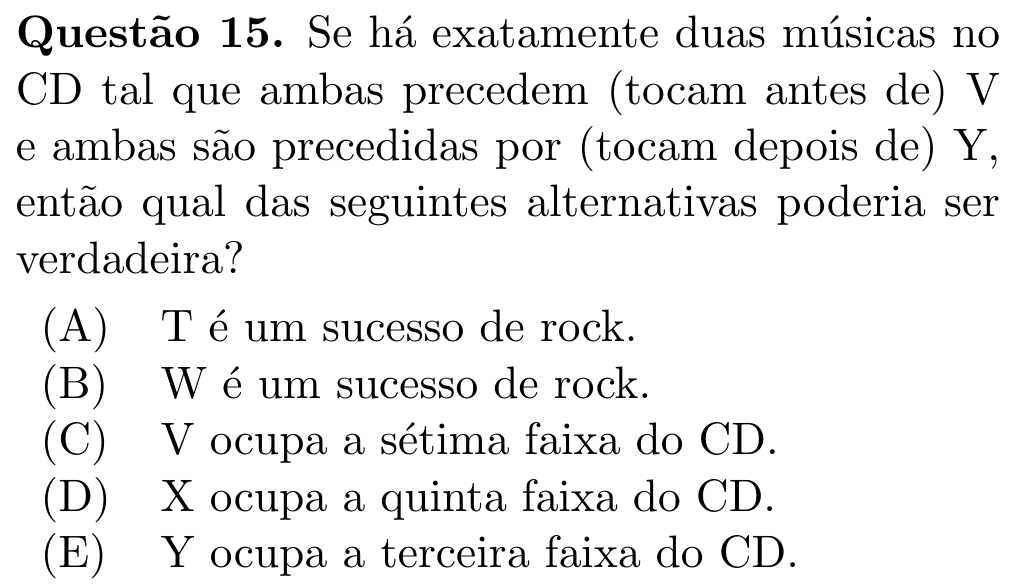 Questão 15. Se há exatamente duas músicas no
CD tal que ambas precedem (tocam antes de) V
e ambas são precedidas por (tocam depois de) Y,
então qual das seguintes alternativas poderia ser
verdadeira?
(A) T é um sucesso de rock.
(B) W é um sucesso de rock.
(C) V ocupa a sétima faixa do CD.
(D) X ocupa a quinta faixa do CD.
(E) Y ocupa a terceira faixa do CD.